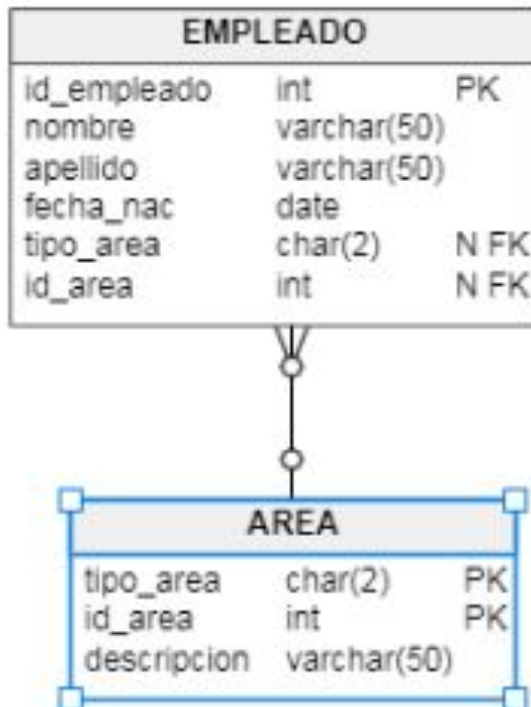 EMPLEADO
id_empleado int PK
nombre varchar(50)
apellido varchar(50)
fecha_nac date
tipo_area char(2) N FK
id_area int N FK
AREA
tipo_area char(2) PK
id_area int PK
descripcion varchar(50)